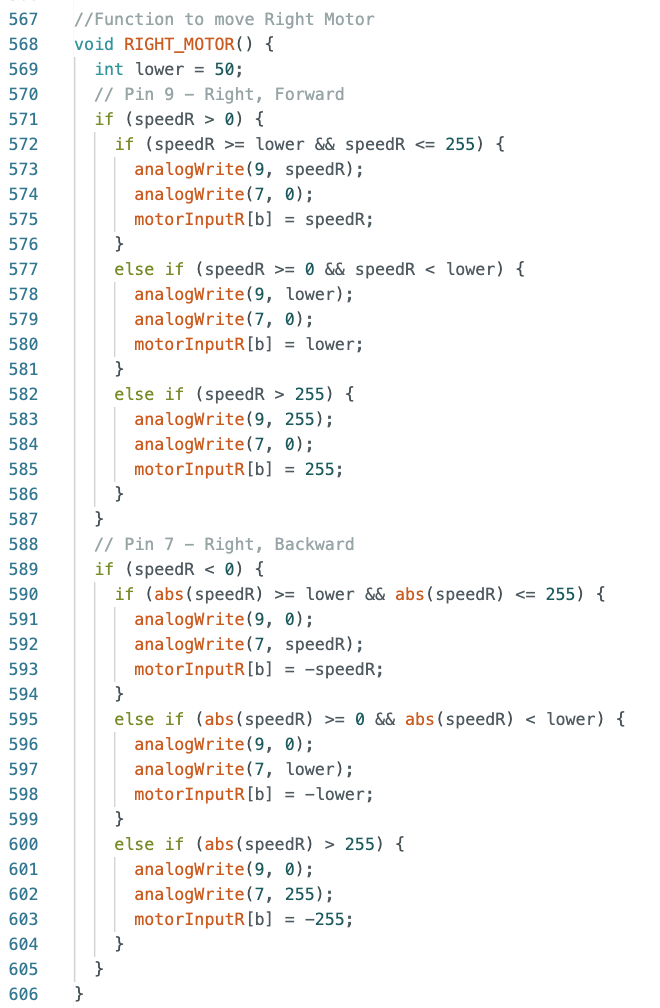 567 //Function to move Right Motor
568 void RIGHT_MOTOR() {
569   int lower = 50;
570   // Pin 9 – Right, Forward
571   if (speedR > 0) {
572     if (speedR >= lower && speedR <= 255) {
573       analogWrite(9, speedR);
574       analogWrite(7, 0);
575       motorInputR[b] = speedR;
576     }
577     else if (speedR >= 0 && speedR < lower) {
578       analogWrite(9, lower);
579       analogWrite(7, 0);
580       motorInputR[b] = lower;
581     }
582     else if (speedR > 255) {
583       analogWrite(9, 255);
584       analogWrite(7, 0);
585       motorInputR[b] = 255;
586     }
587   }
588   // Pin 7 – Right, Backward
589   if (speedR < 0) {
590     if (abs(speedR) >= lower && abs(speedR) <= 255) {
591       analogWrite(9, 0);
592       analogWrite(7, speedR);
593       motorInputR[b] = -speedR;
594     }
595     else if (abs(speedR) >= 0 && abs(speedR) < lower) {
596       analogWrite(9, 0);
597       analogWrite(7, lower);
598       motorInputR[b] = -lower;
599     }
600     else if (abs(speedR) > 255) {
601       analogWrite(9, 0);
602       analogWrite(7, 255);
603       motorInputR[b] = -255;
604     }
605   }
606 }